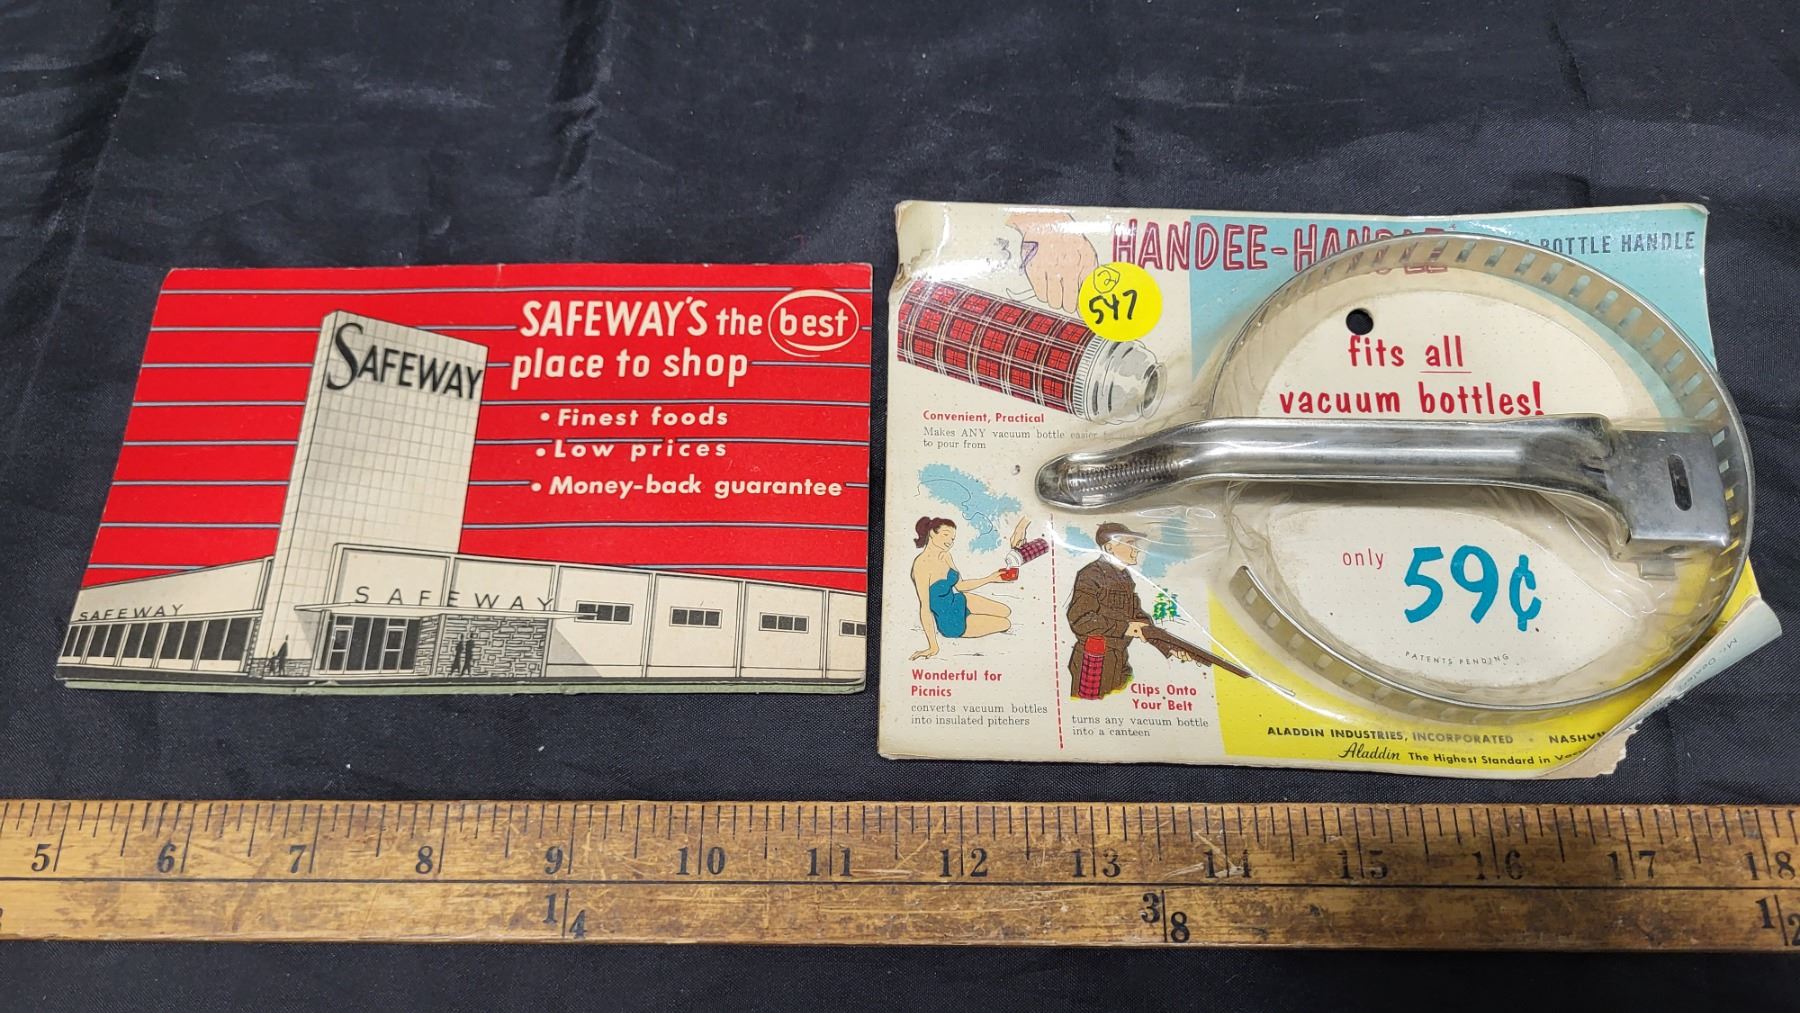 SAFEWAY'S the best
place to shop
• Finest foods
• Low prices
• Money-back guarantee
SAFEWAY
SAFEWAY
SAFEWAY
HANDEE-HANDLE
BOTTLE HANDLE
2
547
fits all
vacuum bottles!
Convenient, Practical
Makes ANY vacuum bottle easier
to pour from
only 59¢
PATENTS PENDING
Wonderful for
Picnics
converts vacuum bottles
into insulated pitchers
Clips Onto
Your Belt
turns any vacuum bottle
into a canteen
ALADDIN INDUSTRIES, INCORPORATED •
Aladdin The Highest Standard in
5 6 7 8 9 10 11 12 13 14 15 16 17 18
1/4 3/8 1/2